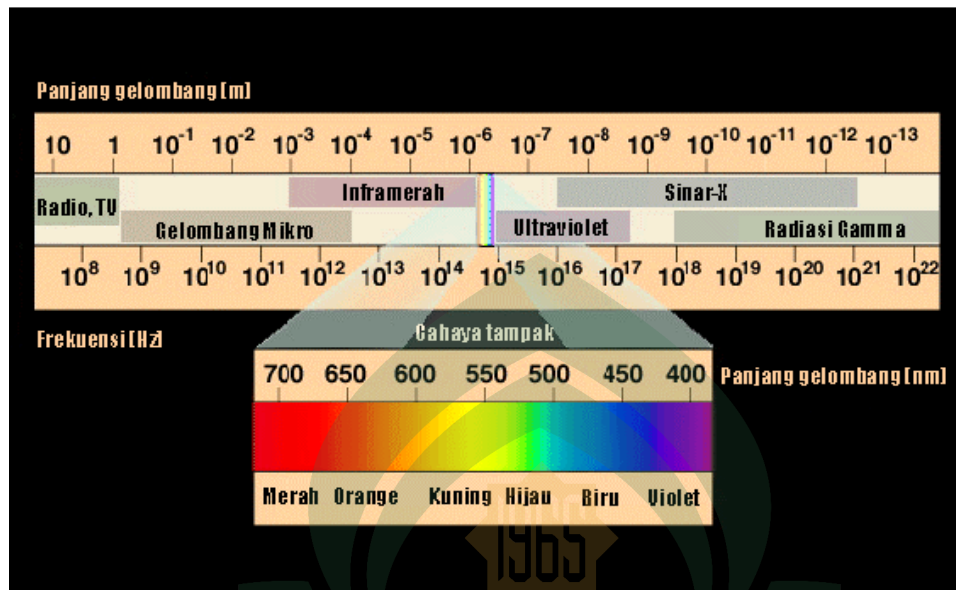 Panjang gelombang [m]
10 1 10⁻¹ 10⁻² 10⁻³ 10⁻⁴ 10⁻⁵ 10⁻⁶ 10⁻⁷ 10⁻⁸ 10⁻⁹ 10⁻¹⁰ 10⁻¹¹ 10⁻¹² 10⁻¹³
Inframerah Sinar-X
Radio, TV
Gelombang Mikro Ultraviolet Radiasi Gamma
10⁸ 10⁹ 10¹⁰ 10¹¹ 10¹² 10¹³ 10¹⁴ 10¹⁵ 10¹⁶ 10¹⁷ 10¹⁸ 10¹⁹ 10²⁰ 10²¹ 10²²
Frekuensi [Hz]
Cahaya tampak
700 650 600 550 500 450 400 Panjang gelombang [nm]
Merah Orange Kuning Hijau Biru Violet
1965